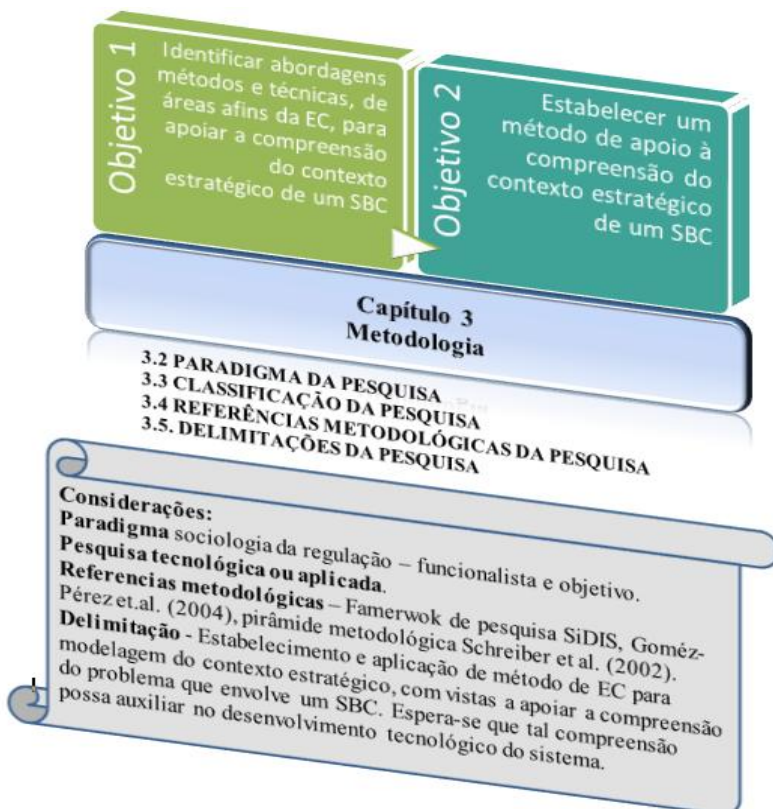 Objetivo 1
Identificar abordagens
métodos e técnicas, de
áreas afins da EC, para
apoiar a compreensão
do contexto
estratégico de um SBC
Objetivo 2
Estabelecer um
método de apoio à
compreensão do
contexto estratégico
de um SBC
Capítulo 3
Metodologia
3.2 PARADIGMA DA PESQUISA
3.3 CLASSIFICAÇÃO DA PESQUISA
3.4 REFERÊNCIAS METODOLÓGICAS DA PESQUISA
3.5. DELIMITAÇÕES DA PESQUISA
Considerações:
Paradigma sociologia da regulação – funcionalista e objetivo.
Pesquisa tecnológica ou aplicada.
Referencias metodológicas – Famerwok de pesquisa SiDIS, Goméz-
Pérez et.al. (2004), pirâmide metodológica Schreiber et al. (2002).
Delimitação - Estabelecimento e aplicação de método de EC para
modelagem do contexto estratégico, com vistas a apoiar a compreensão
do problema que envolve um SBC. Espera-se que tal compreensão
possa auxiliar no desenvolvimento tecnológico do sistema.